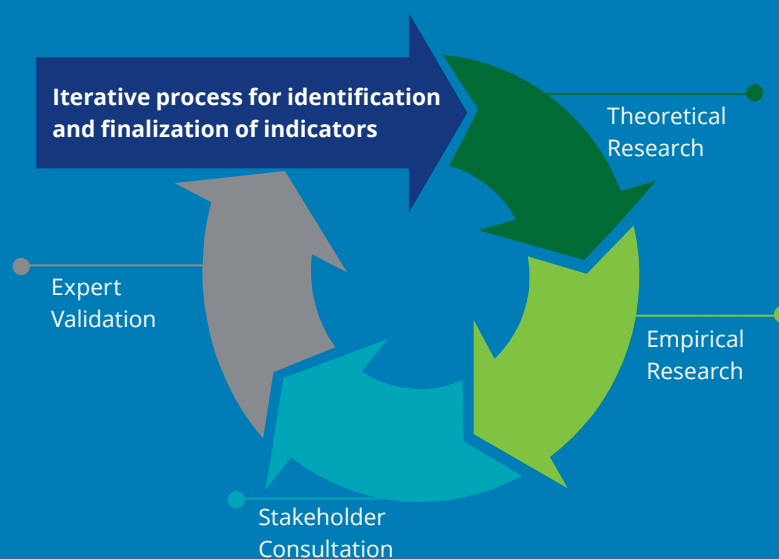 Iterative process for identification
and finalization of indicators
Theoretical
Research
Empirical
Research
Stakeholder
Consultation
Expert
Validation